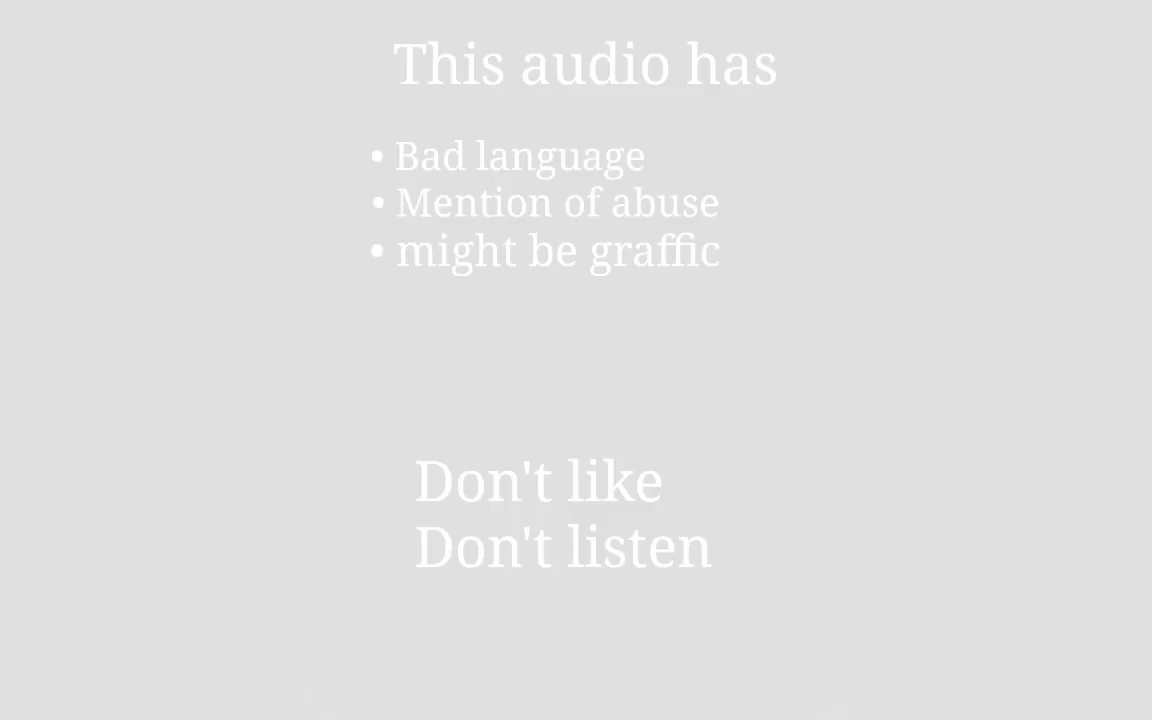 This audio has
• Bad language
• Mention of abuse
• might be graffic
Don't like
Don't listen